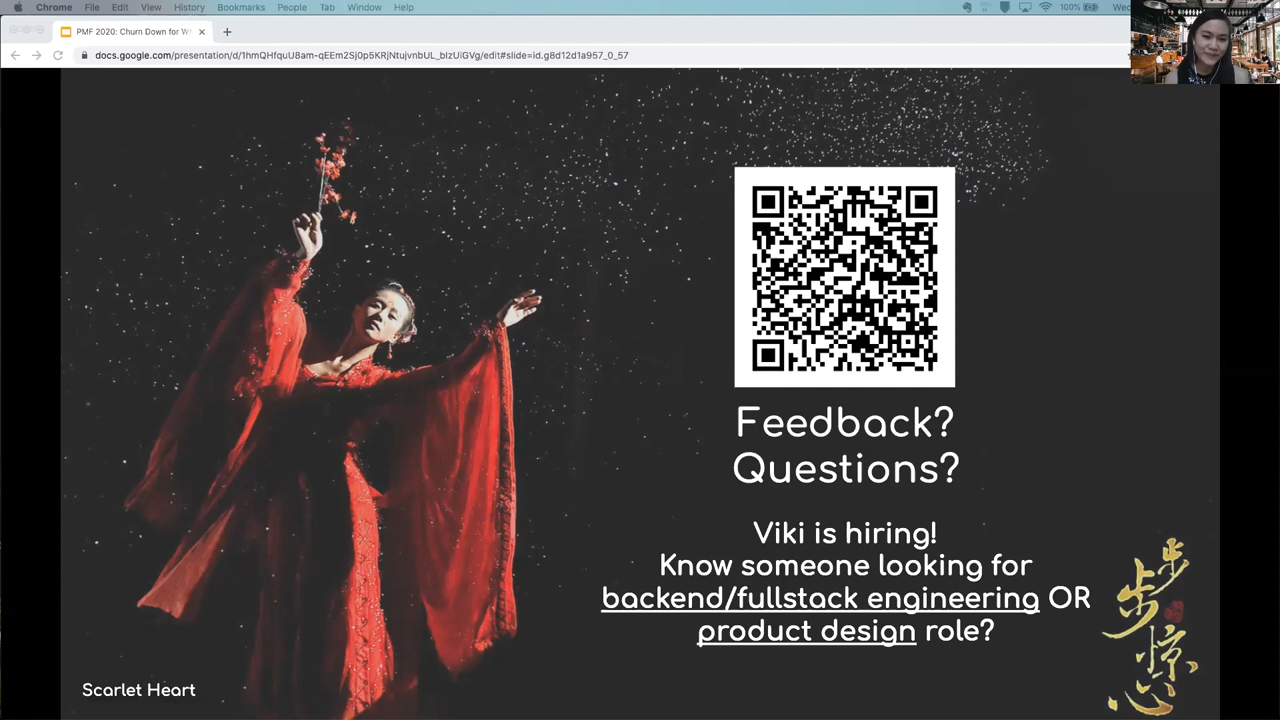 Chrome File Edit View History Bookmarks People Tab Window Help
100%
PMF 2020: Churn Down for W
docs.google.com/presentation/d/1hmQHfquU8am-qEEm2Sj0p5KRjNtujvnbUL_bIzUiGVg/edit#slide=id.g8d12d1a957_0_57
Feedback?
Questions?
Viki is hiring!
Know someone looking for
backend/fullstack engineering OR
product design role?
步步惊心
Scarlet Heart